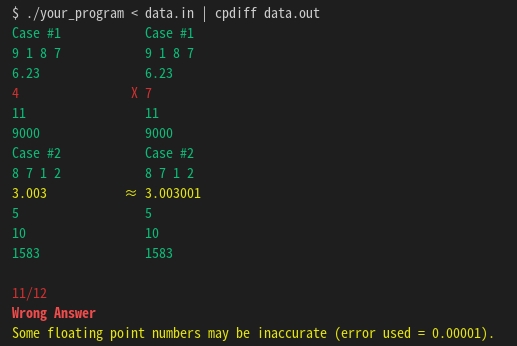 $ ./your_program < data.in | cpdiff data.out
Case #1 Case #1
9 1 8 7 9 1 8 7
6.23 6.23
4 X 7
11 11
9000 9000
Case #2 Case #2
8 7 1 2 8 7 1 2
3.003 ≈ 3.003001
5 5
10 10
1583 1583
11/12
Wrong Answer
Some floating point numbers may be inaccurate (error used = 0.00001).